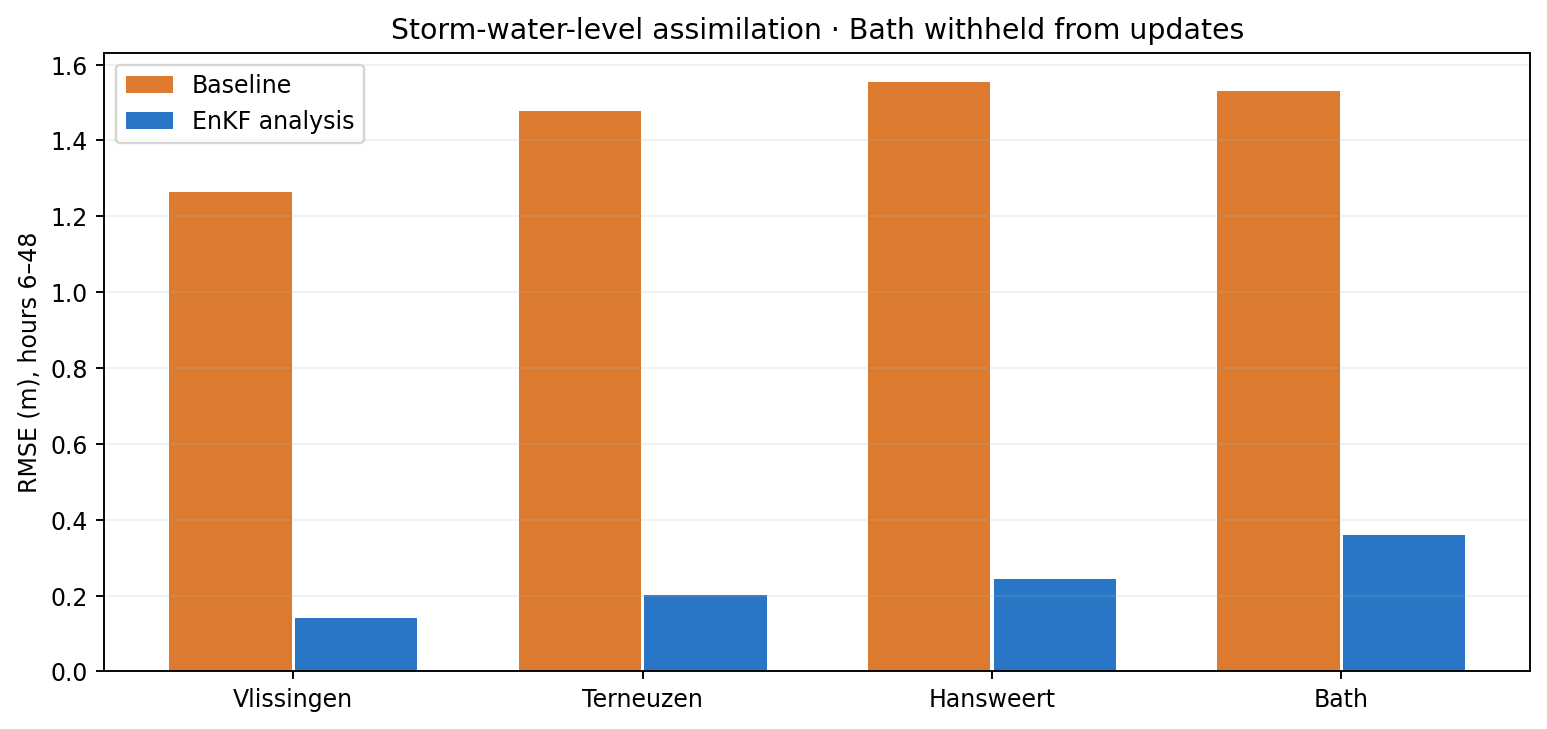 Storm-water-level assimilation · Bath withheld from updates
Baseline
EnKF analysis
RMSE (m), hours 6–48
1.6
1.4
1.2
1.0
0.8
0.6
0.4
0.2
0.0
Vlissingen
Terneuzen
Hansweert
Bath